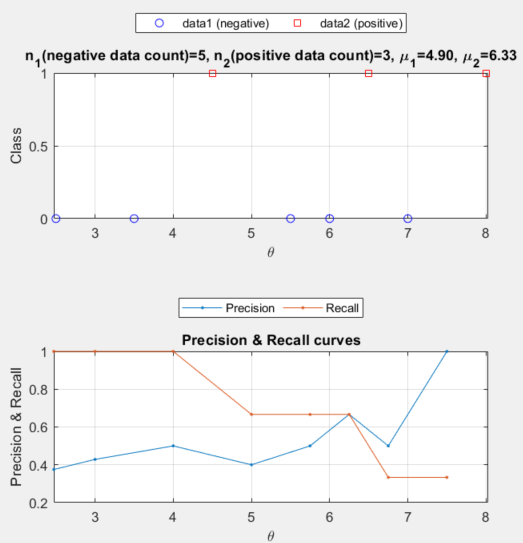 data1 (negative)
data2 (positive)
n1(negative data count)=5, n2(positive data count)=3, μ1=4.90, μ2=6.33
1
0.5
0
Class
3 4 5 6 7 8
θ
Precision Recall
Precision & Recall curves
1
0.8
0.6
0.4
0.2
Precision & Recall
3 4 5 6 7 8
θ